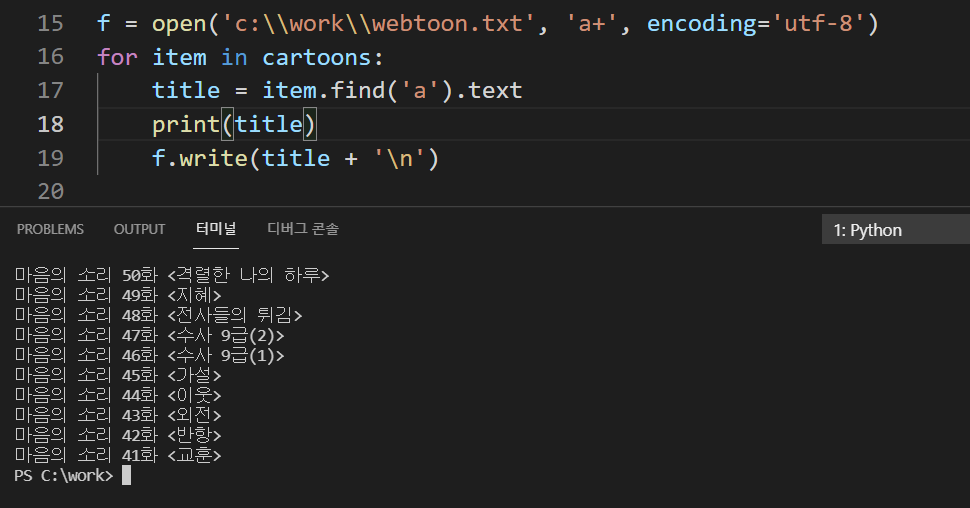 15 f = open('c:\\work\\webtoon.txt', 'a+', encoding='utf-8')
16 for item in cartoons:
17     title = item.find('a').text
18     print(title)
19     f.write(title + '\n')
20
PROBLEMS OUTPUT 터미널 디버그 콘솔 1: Python
마음의 소리 50화 <격렬한 나의 하루>
마음의 소리 49화 <지혜>
마음의 소리 48화 <전사들의 튀김>
마음의 소리 47화 <수사 9급(2)>
마음의 소리 46화 <수사 9급(1)>
마음의 소리 45화 <가설>
마음의 소리 44화 <이웃>
마음의 소리 43화 <외전>
마음의 소리 42화 <반항>
마음의 소리 41화 <교훈>
PS C:\work>